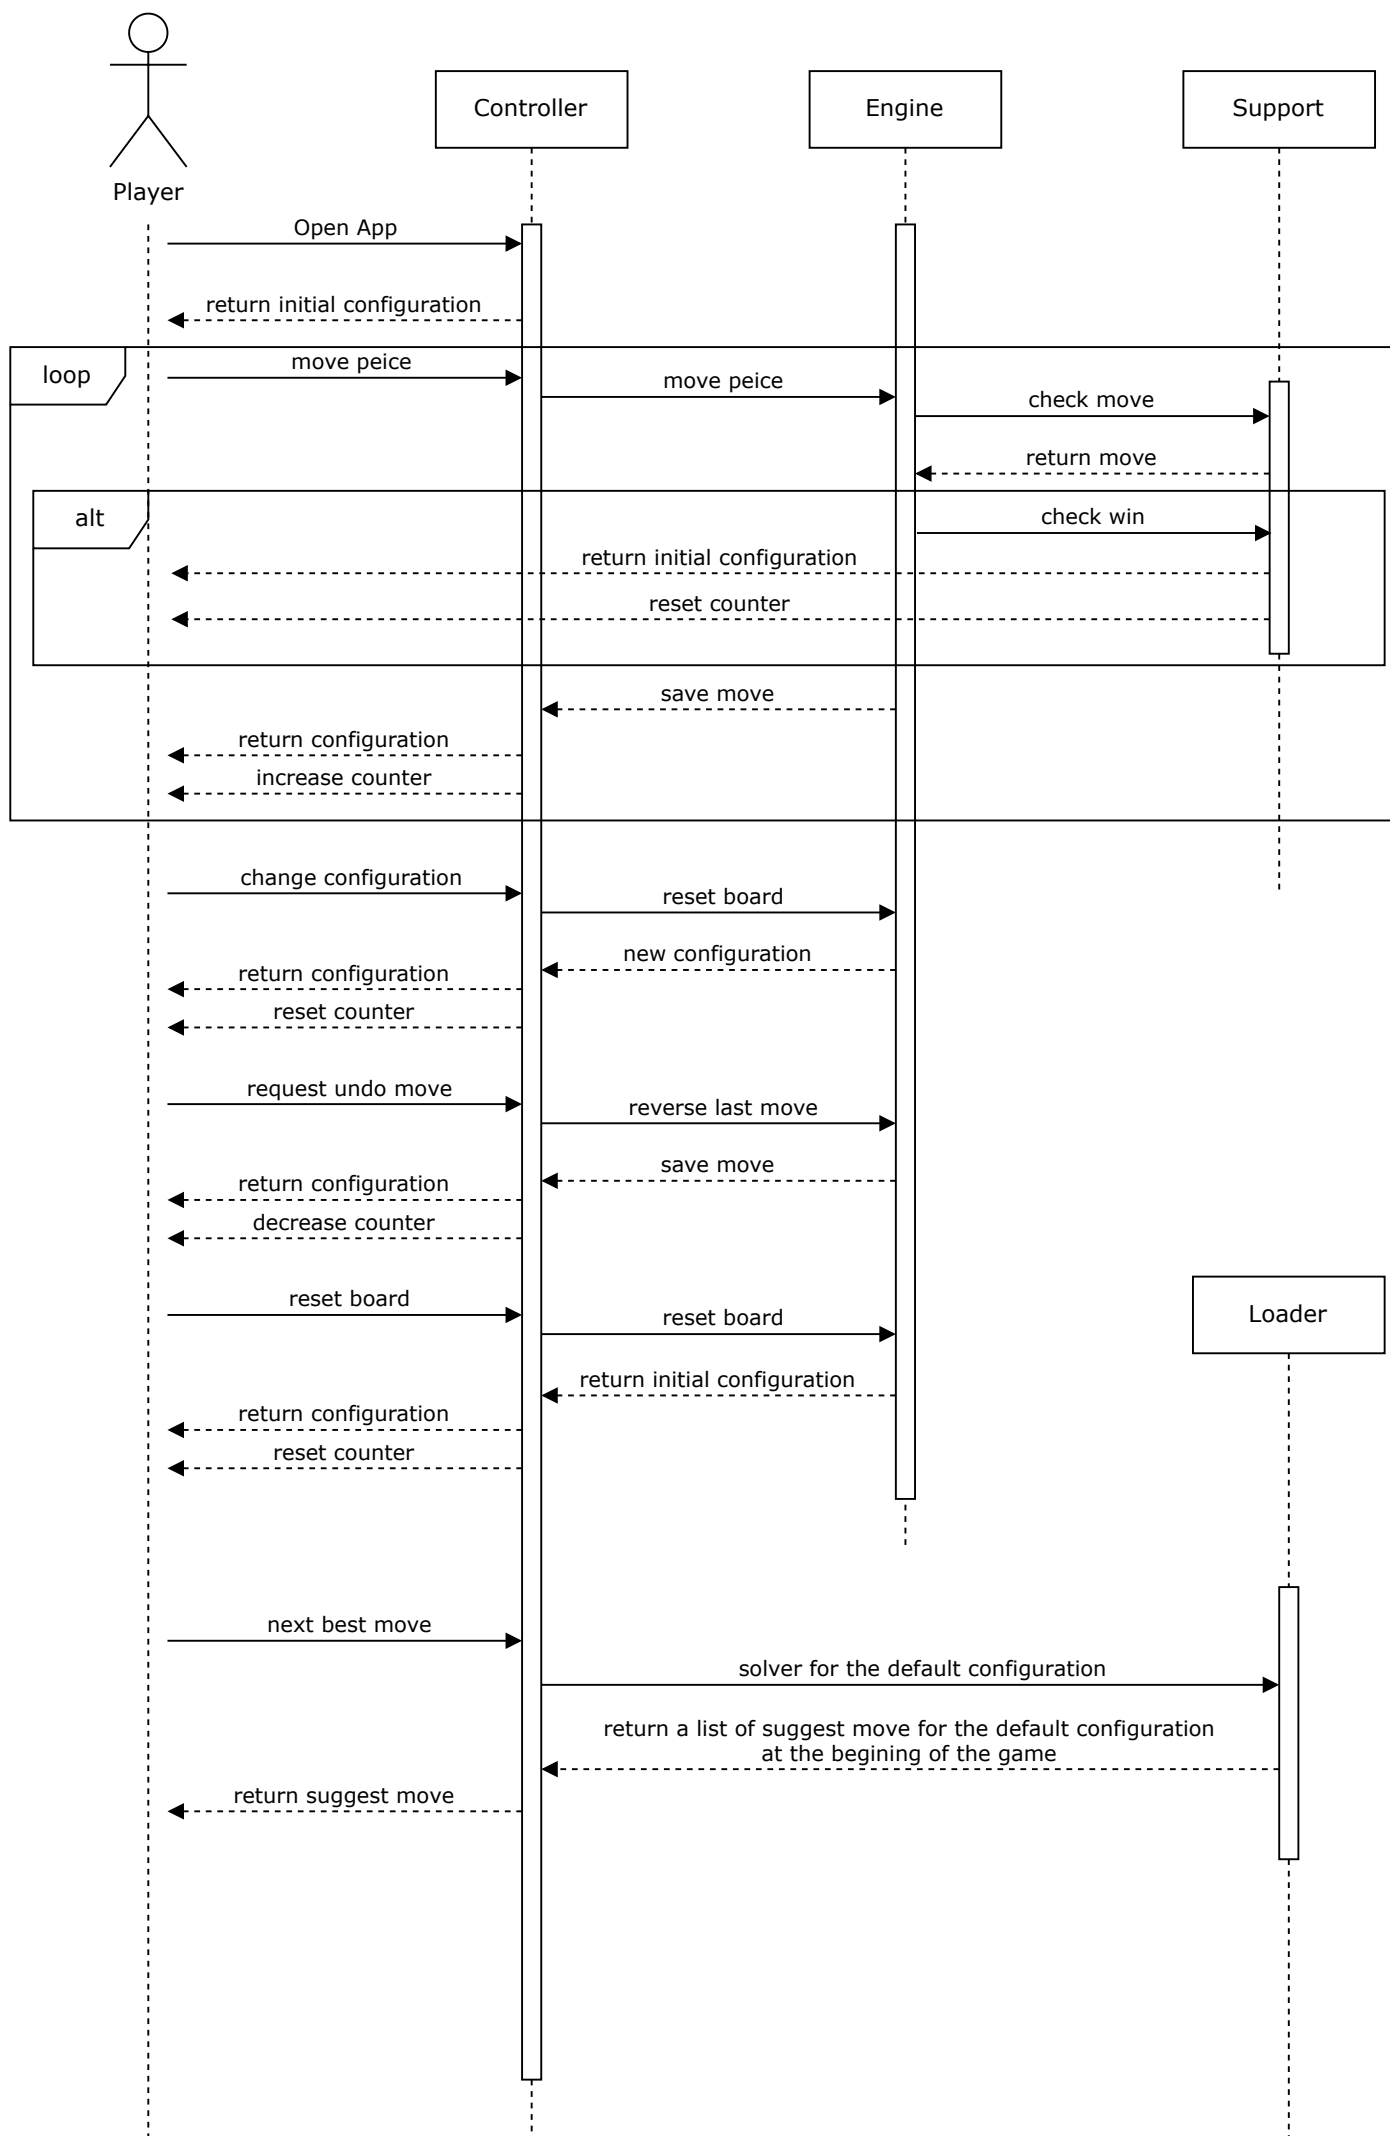 Controller
Engine
Support
Player
Open App
return initial configuration
loop
move peice
move peice
check move
return move
alt
check win
return initial configuration
reset counter
save move
return configuration
increase counter
change configuration
reset board
new configuration
return configuration
reset counter
request undo move
reverse last move
save move
return configuration
decrease counter
reset board
Loader
reset board
return initial configuration
return configuration
reset counter
next best move
solver for the default configuration
return a list of suggest move for the default configuration
at the begining of the game
return suggest move